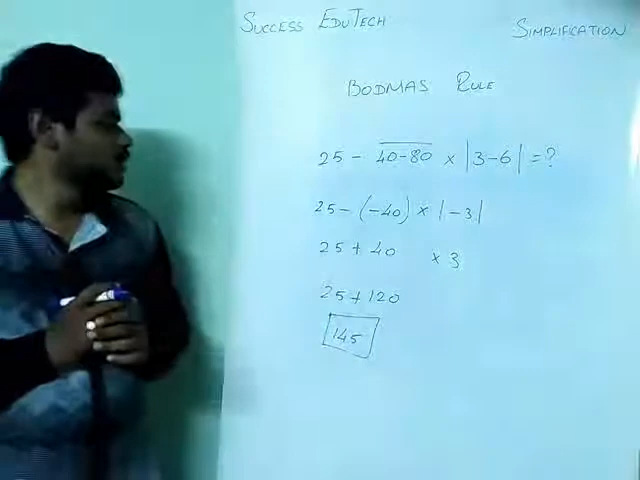 SUCCESS EDUTECH
SIMPLIFICATION
BODMAS RULE
25 - 40-80 × |3-6| = ?
25 - (-40) × |-3|
25 + 40 × 3
25 + 120
145